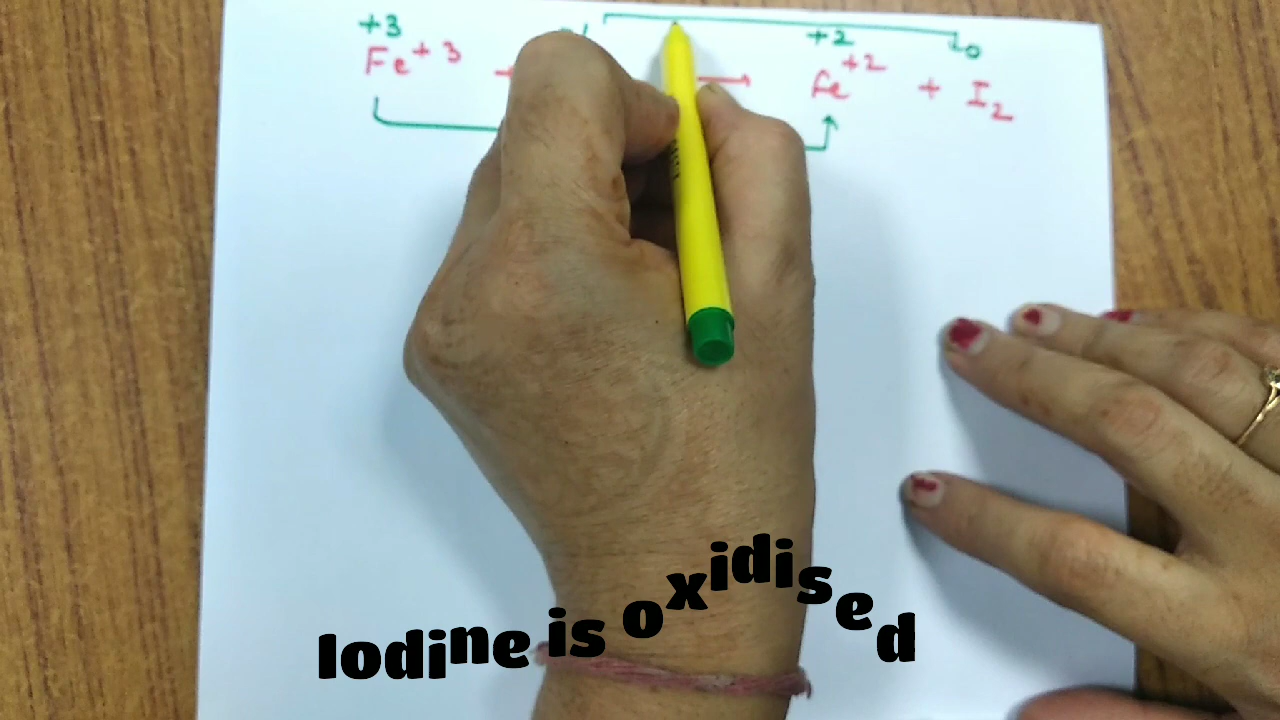 +3 +2 0
Fe+3 → Fe+2 + I2
Iodine is oxidised